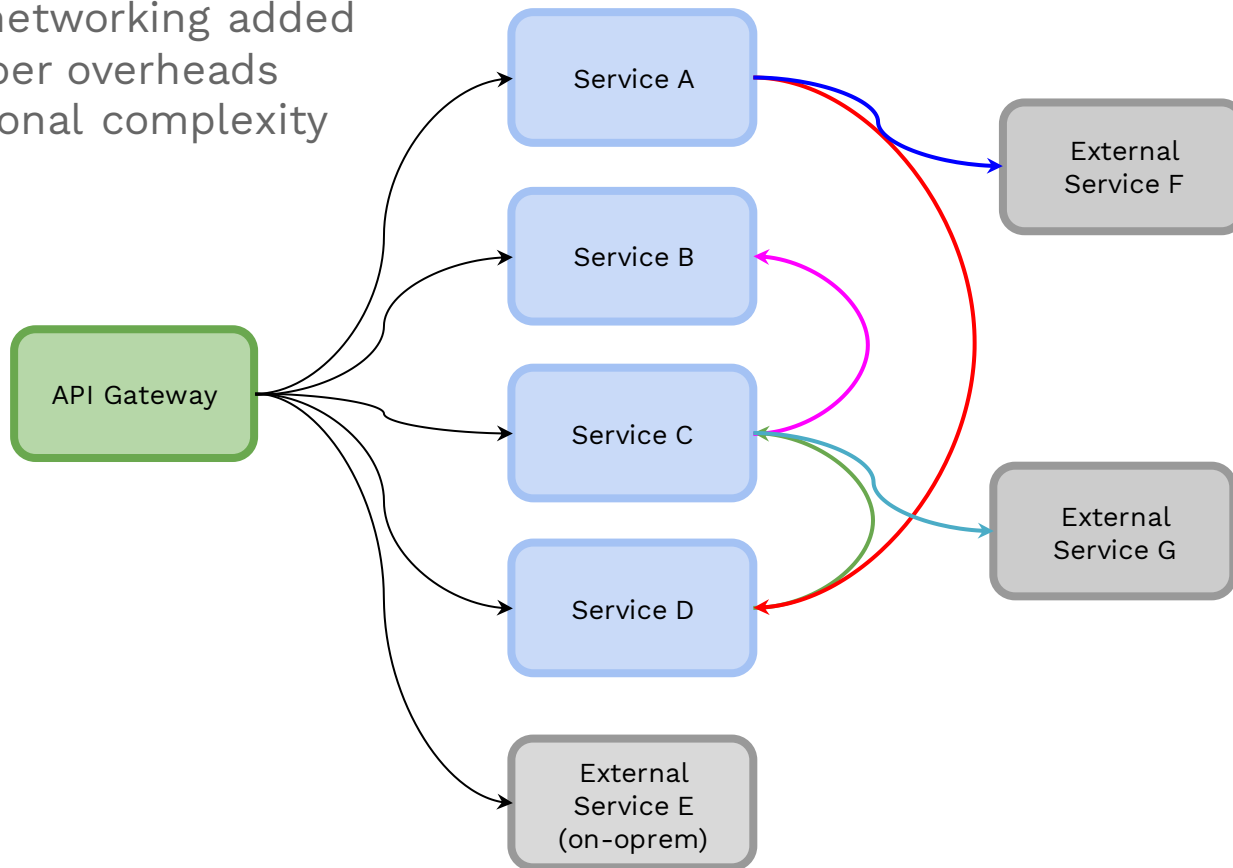 networking added
per overheads
onal complexity
Service A
External
Service F
Service B
API Gateway
Service C
External
Service G
Service D
External
Service E
(on-oprem)